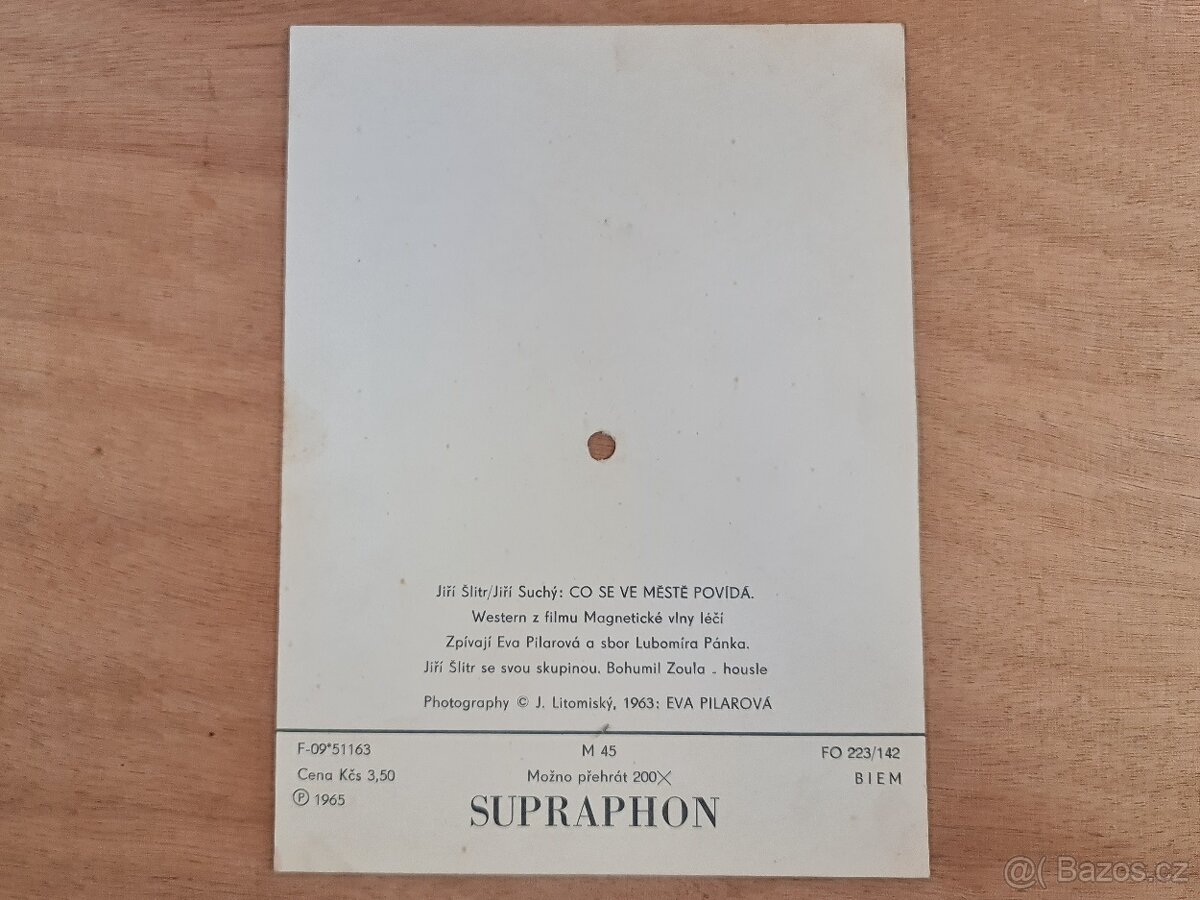 Jiří Šlitr/Jiří Suchý: CO SE VE MĚSTĚ POVÍDÁ.
Western z filmu Magnetické vlny léčí
Zpívají Eva Pilarová a sbor Lubomíra Pánka.
Jiří Šlitr se svou skupinou. Bohumil Zoula - housle
Photography © J. Litomiský, 1963: EVA PILAROVÁ
F-09*51163 M 45 FO 223/142
Cena Kčs 3,50 Možno přehrát 200X BIEM
Ⓟ 1965
SUPRAPHON
@( Bazos.cz